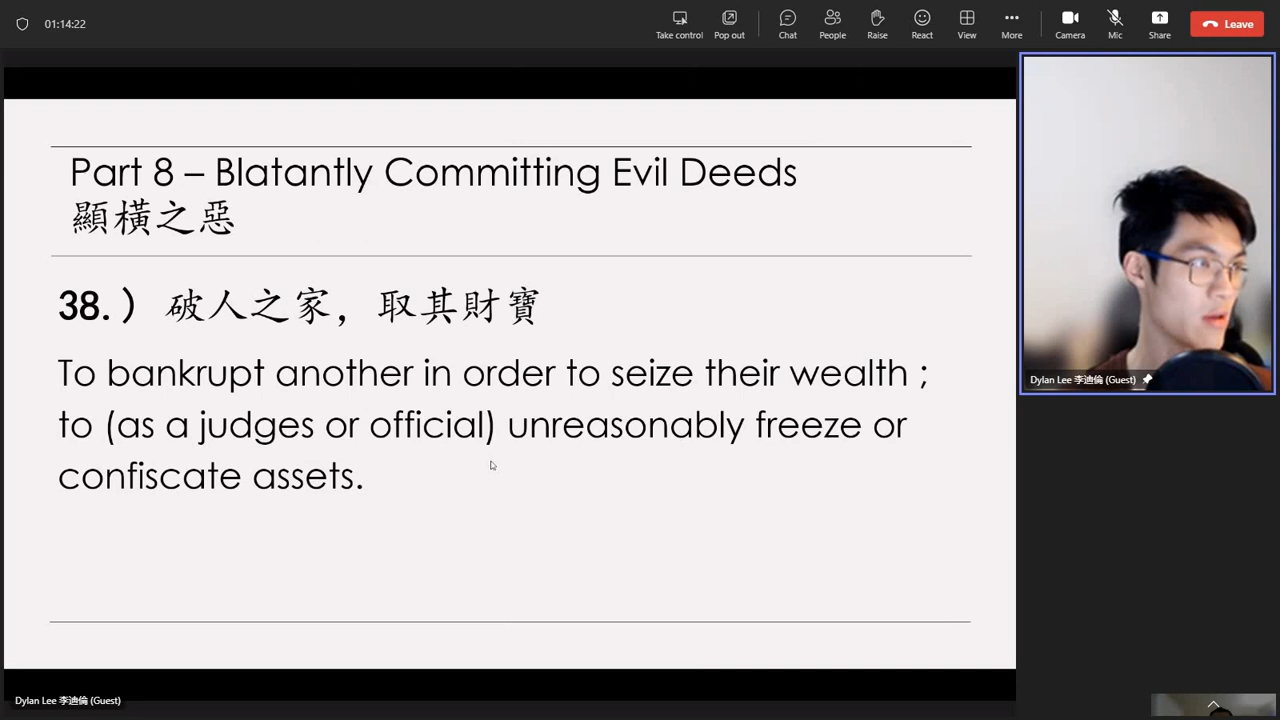 01:14:22
Take control
Pop out
Chat
People
Raise
React
View
More
Camera
Mic
Share
Leave
Part 8 – Blatantly Committing Evil Deeds
顯橫之惡
38.） 破人之家，取其財寶
To bankrupt another in order to seize their wealth ;
to (as a judges or official) unreasonably freeze or
confiscate assets.
Dylan Lee 李迪倫 (Guest)
Dylan Lee 李迪倫 (Guest)